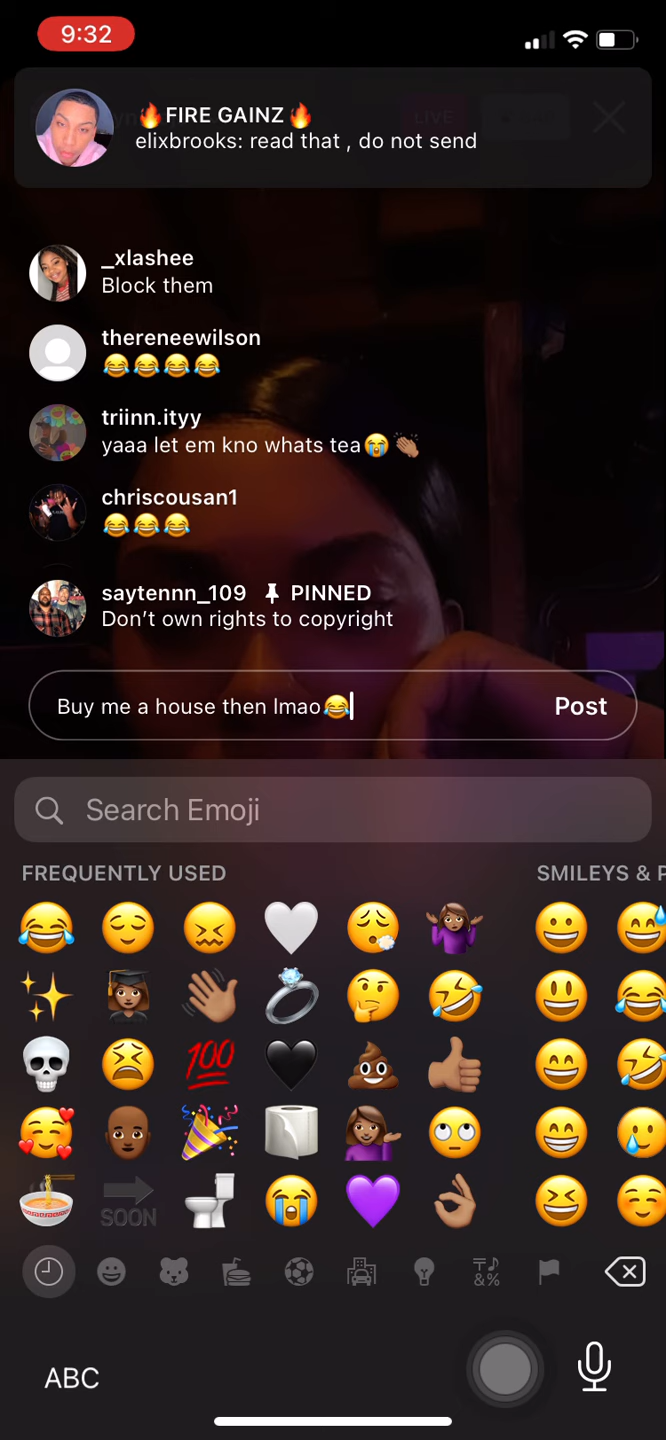 9:32
🔥FIRE GAINZ🔥
LIVE
elixbrooks: read that , do not send
_xlashee
Block them
thereneewilson
😂😂😂😂
triinn.ityy
yaaa let em kno whats tea😭👏🏽
chriscousan1
😂😂😂
saytennn_109 📌 PINNED
Don’t own rights to copyright
Buy me a house then lmao😂
Post
Search Emoji
FREQUENTLY USED
SMILEYS & P
💯
SOON
&%
ABC